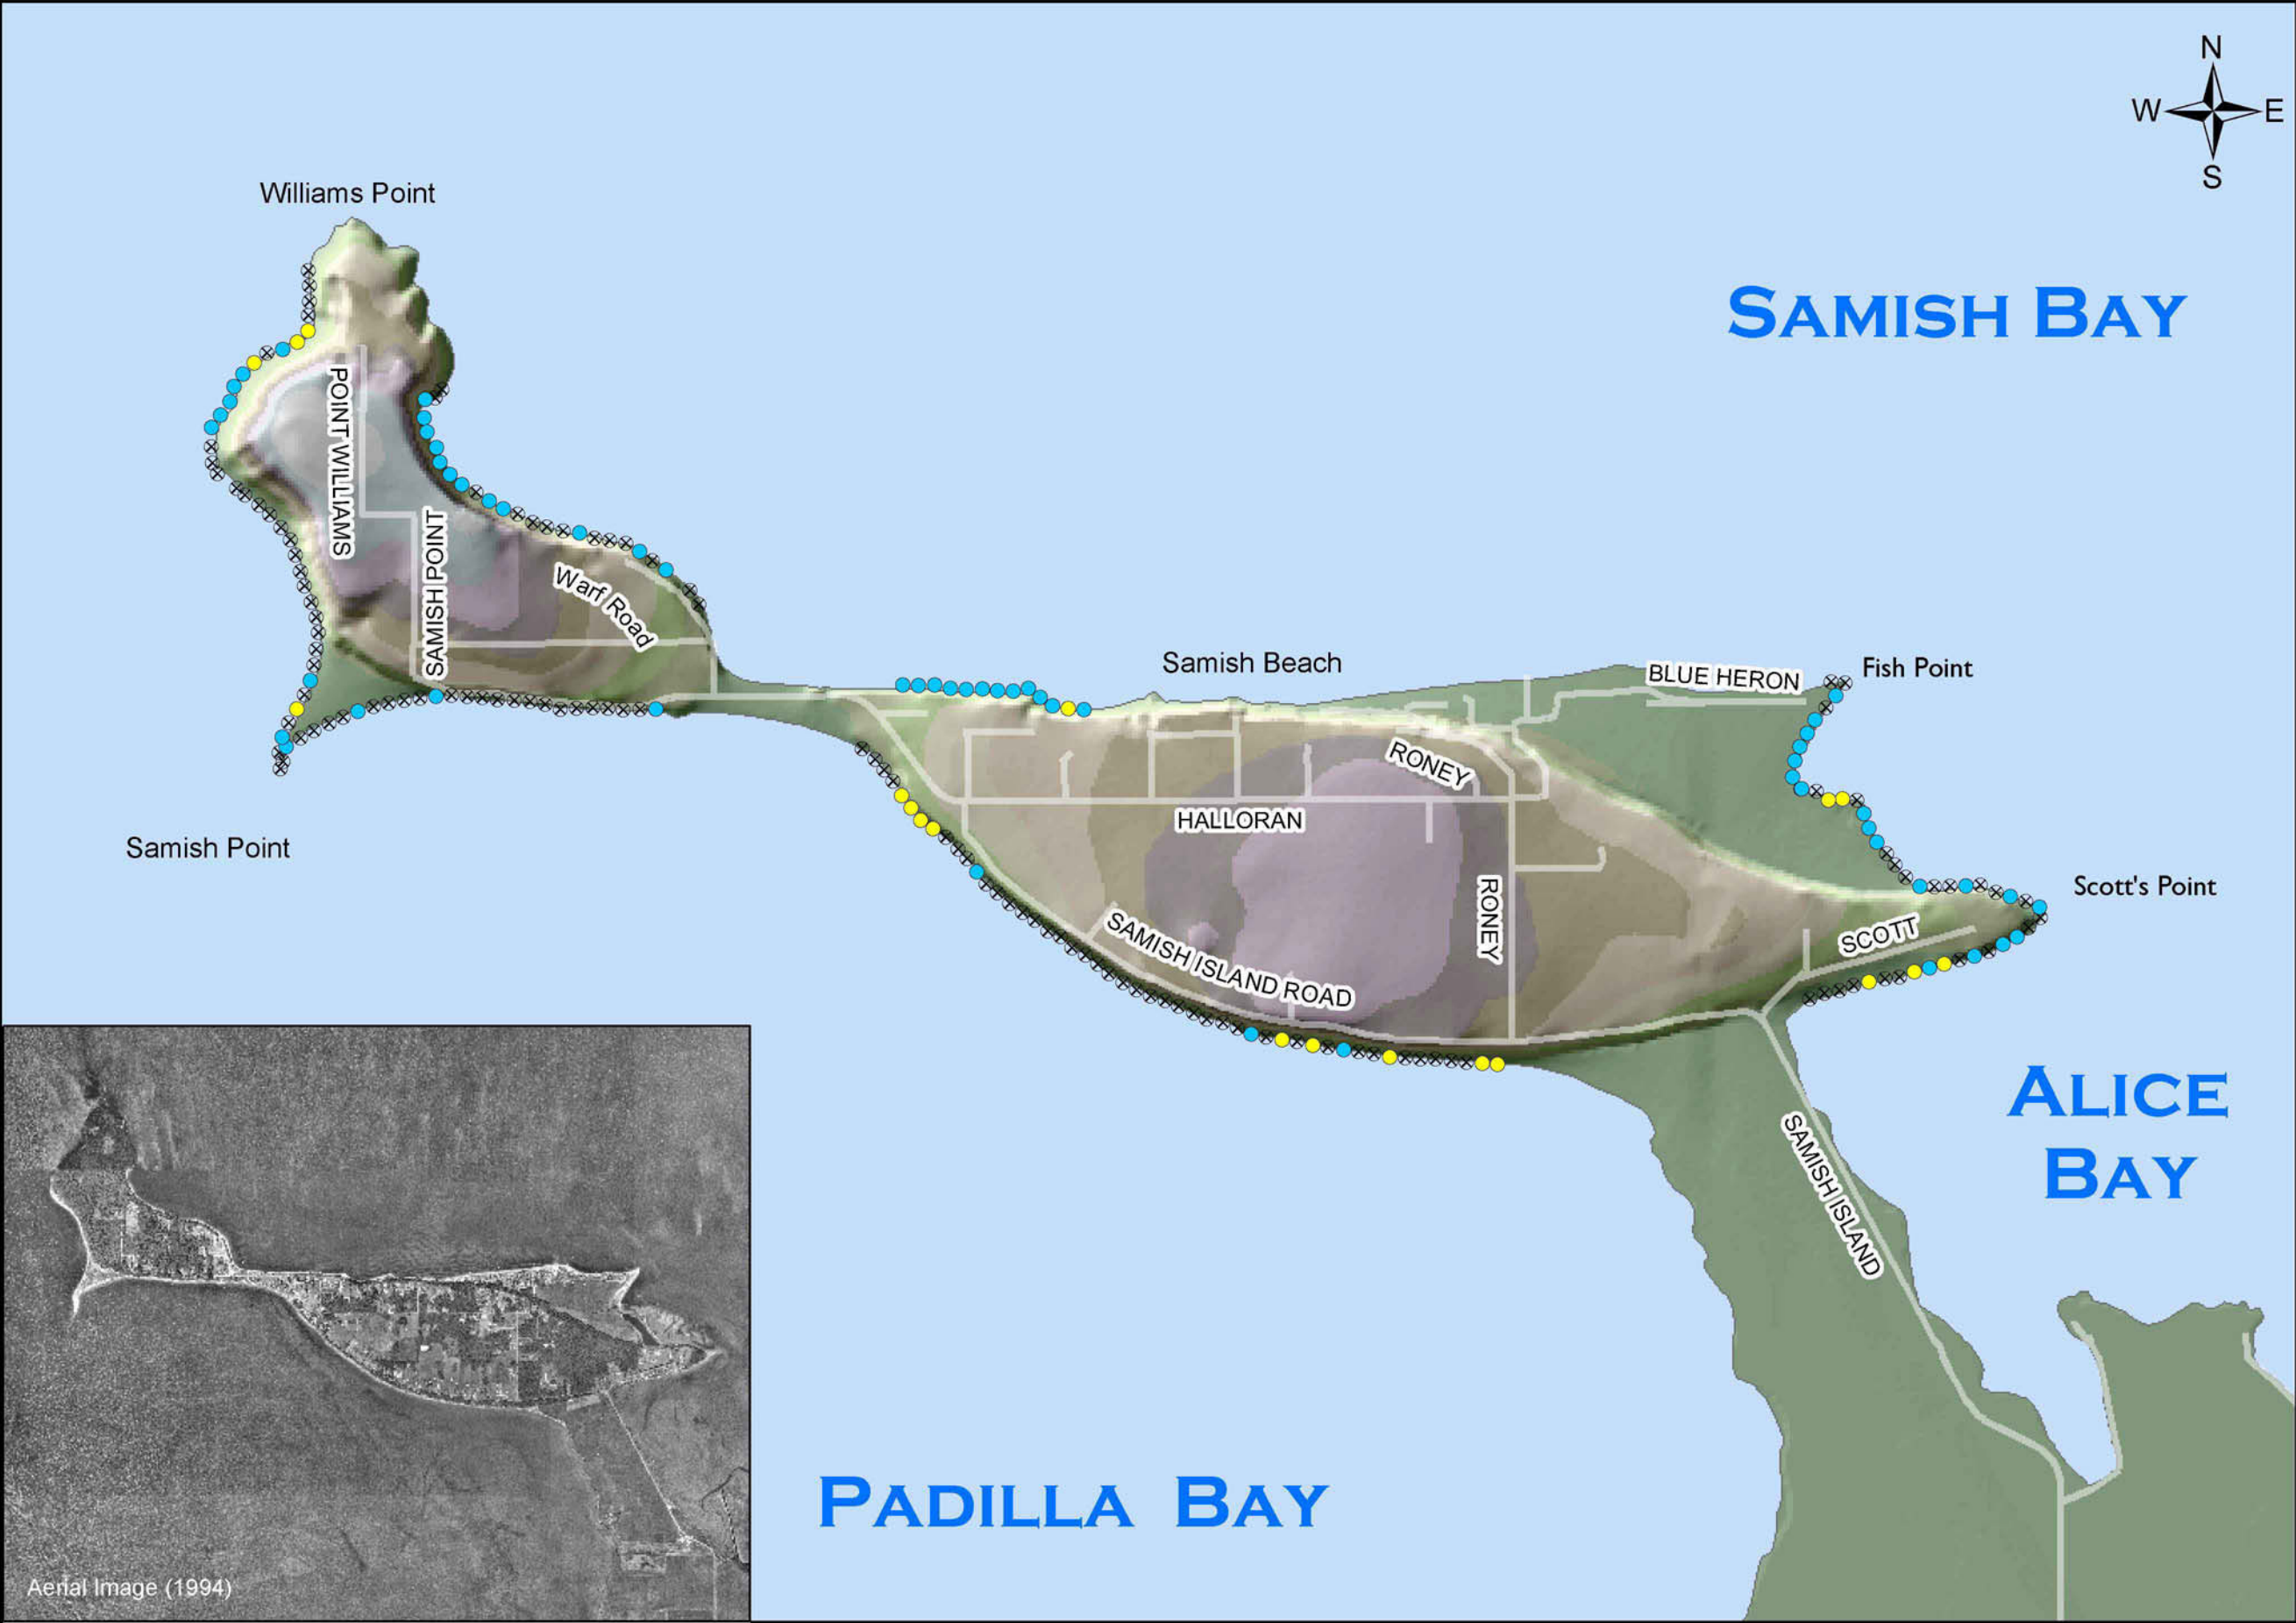 N
W E
S
Williams Point
SAMISH BAY
POINT WILLIAMS
SAMISH POINT
Warf Road
Samish Beach
BLUE HERON
Fish Point
RONEY
HALLORAN
Samish Point
RONEY
Scott's Point
SCOTT
SAMISH ISLAND ROAD
ALICE
BAY
SAMISH ISLAND
PADILLA BAY
Aerial Image (1994)